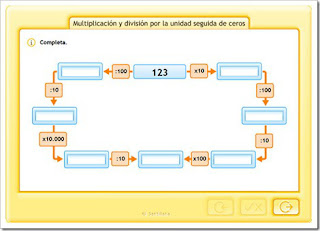 Multiplicación y división por la unidad seguida de ceros
i Completa.
:100 123 x10
:10 :100
x10.000 :10
:10 x100